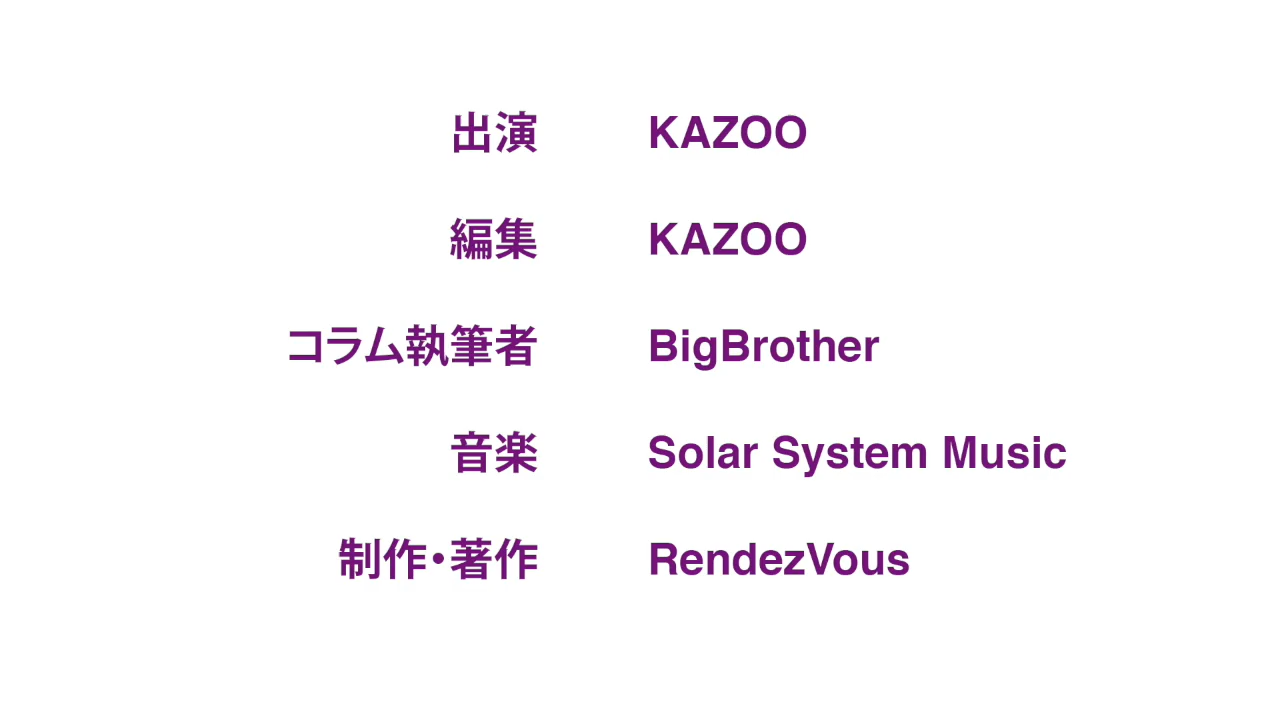 出演 KAZOO
編集 KAZOO
コラム執筆者 BigBrother
音楽 Solar System Music
制作・著作 RendezVous